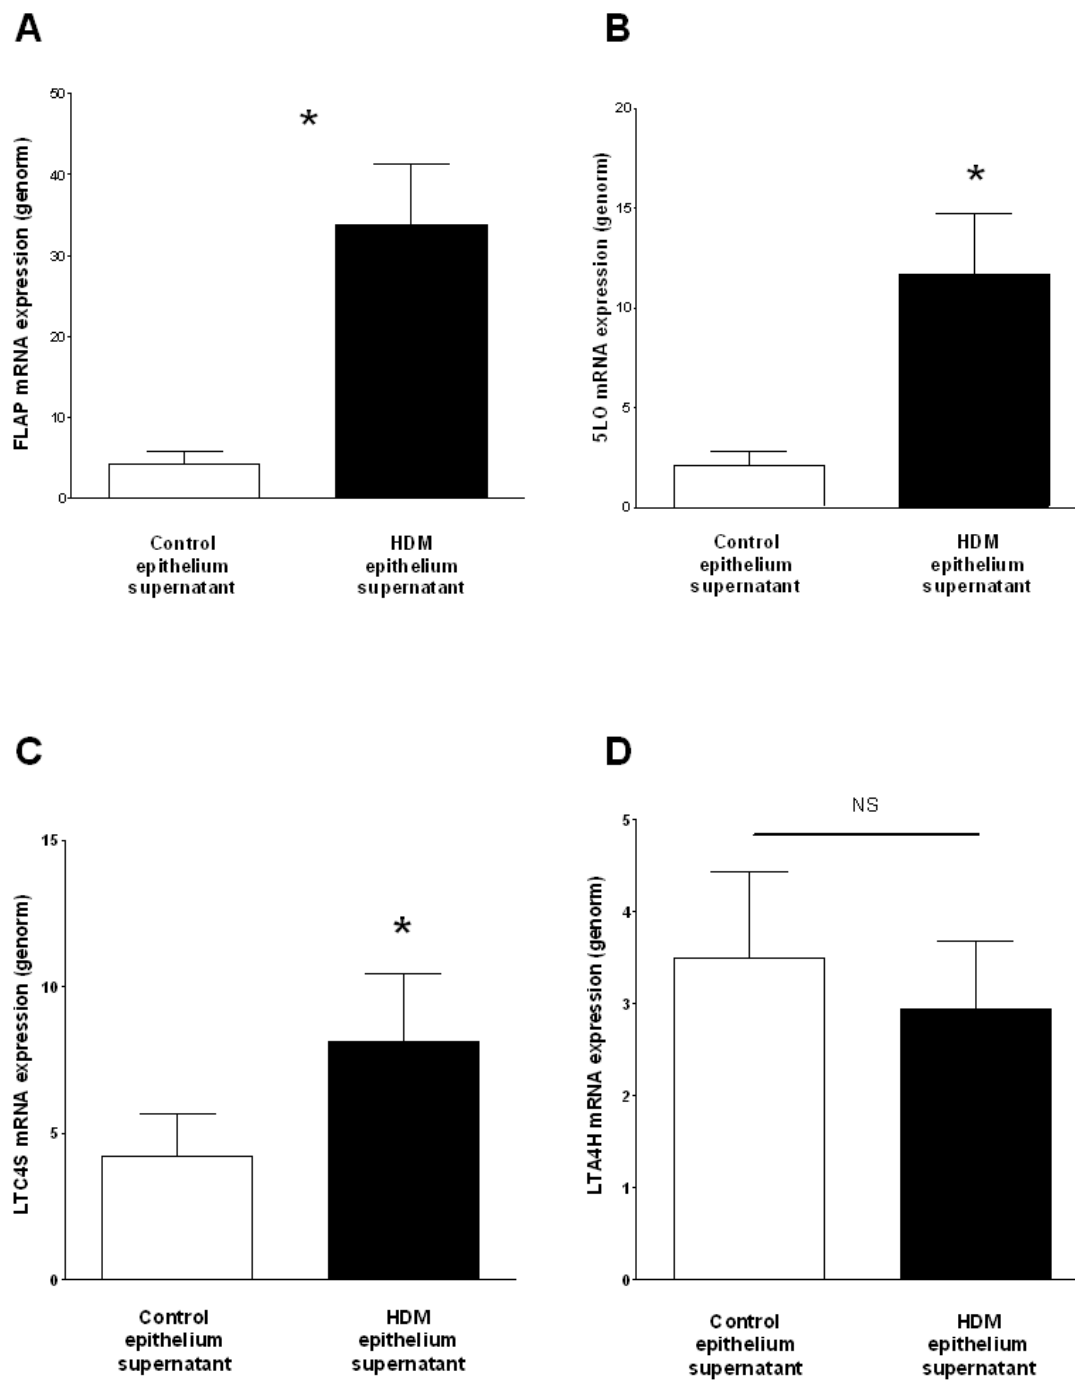 A
FLAP mRNA expression (genorm)
50
40
30
20
10
0
*
Control
epithelium
supernatant
HDM
epithelium
supernatant
B
5LO mRNA expression (genorm)
20
15
10
5
0
*
Control
epithelium
supernatant
HDM
epithelium
supernatant
C
LTC4S mRNA expression (genorm)
15
10
5
0
*
Control
epithelium
supernatant
HDM
epithelium
supernatant
D
LTA4H mRNA expression (genorm)
5
4
3
2
1
0
NS
Control
epithelium
supernatant
HDM
epithelium
supernatant